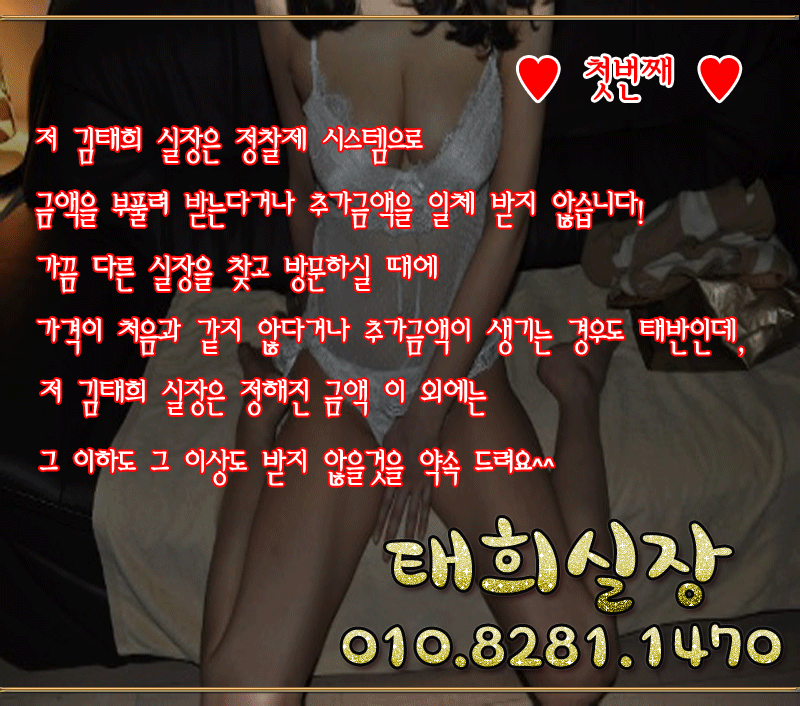 ♥ 첫번째 ♥
저 김태희 실장은 정찰제 시스템으로
금액을 부풀려 받는다거나 추가금액을 일체 받지 않습니다!
가끔 다른 실장을 찾고 방문하실 때에
가격이 처음과 같지 않다거나 추가금액이 생기는 경우도 태반인데,
저 김태희 실장은 정해진 금액 이 외에는
그 이하도 그 이상도 받지 않을것을 약속 드려요^^
태희실장
010.8281.1470